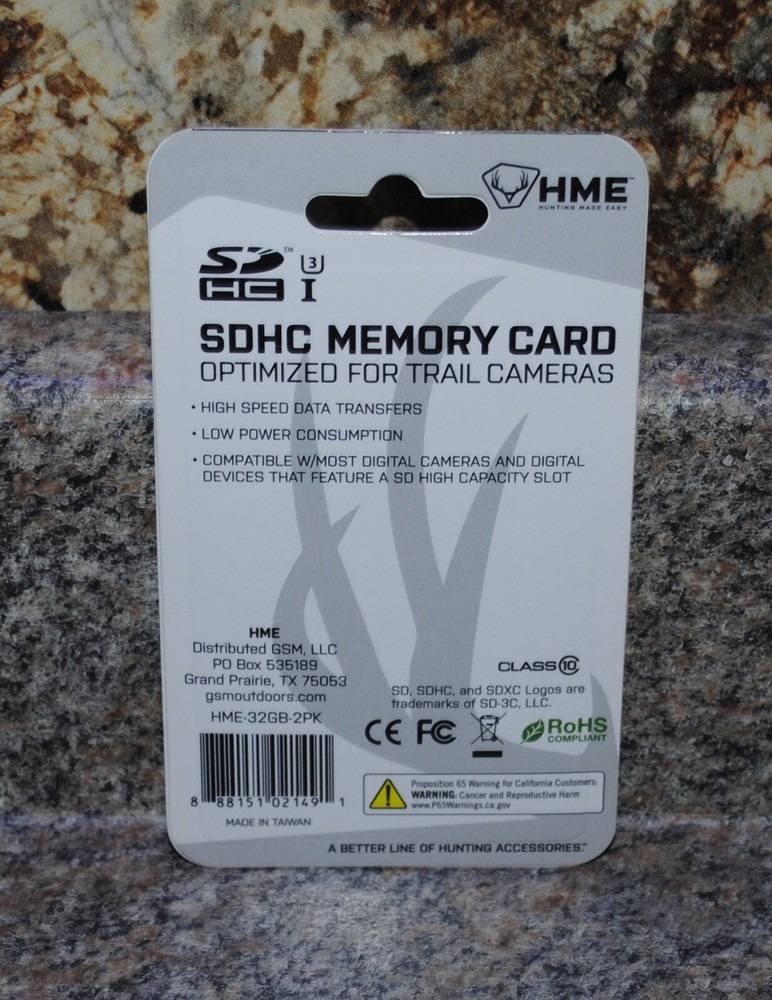 HME™
HUNTING MADE EASY
SD™ 3
HC I
SDHC MEMORY CARD
OPTIMIZED FOR TRAIL CAMERAS
• HIGH SPEED DATA TRANSFERS
• LOW POWER CONSUMPTION
• COMPATIBLE W/MOST DIGITAL CAMERAS AND DIGITAL
DEVICES THAT FEATURE A SD HIGH CAPACITY SLOT
HME
Distributed GSM, LLC
PO Box 535189
Grand Prairie, TX 75053
gsmoutdoors.com
HME-32GB-2PK
8 88151 02149 1
MADE IN TAIWAN
CLASS 10
SD, SDHC, and SDXC Logos are
trademarks of SD-3C, LLC.
CE FC RoHS
COMPLIANT
Proposition 65 Warning for California Customers:
WARNING: Cancer and Reproductive Harm
www.P65Warnings.ca.gov
A BETTER LINE OF HUNTING ACCESSORIES.™